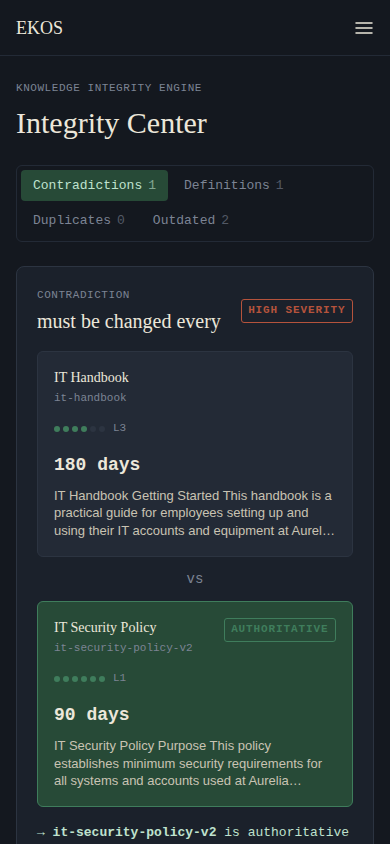 EKOS
KNOWLEDGE INTEGRITY ENGINE
Integrity Center
Contradictions 1
Definitions 1
Duplicates 0
Outdated 2
CONTRADICTION
must be changed every
HIGH SEVERITY
IT Handbook
it-handbook
L3
180 days
IT Handbook Getting Started This handbook is a
practical guide for employees setting up and
using their IT accounts and equipment at Aurel…
VS
IT Security Policy
AUTHORITATIVE
it-security-policy-v2
L1
90 days
IT Security Policy Purpose This policy
establishes minimum security requirements for
all systems and accounts used at Aurelia…
→ it-security-policy-v2 is authoritative